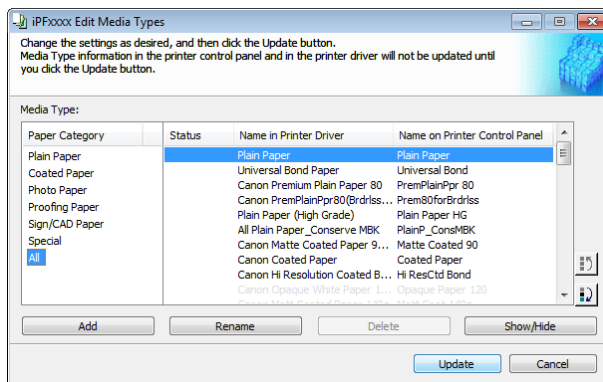 iPFxxxx Edit Media Types
Change the settings as desired, and then click the Update button.
Media Type information in the printer control panel and in the printer driver will not be updated until
you click the Update button.
Media Type:
Paper Category Status Name in Printer Driver Name on Printer Control Panel
Plain Paper
Coated Paper
Photo Paper
Proofing Paper
Sign/CAD Paper
Special
All
Plain Paper Plain Paper
Universal Bond Paper Universal Bond
Canon Premium Plain Paper 80 PremPlainPpr 80
Canon PremPlainPpr80(Brdrlss... Prem80forBrdrlss
Plain Paper (High Grade) Plain Paper HG
All Plain Paper_Conserve MBK PlainP_ConsMBK
Canon Matte Coated Paper 9... Matte Coated 90
Canon Coated Paper Coated Paper
Canon Hi Resolution Coated B... Hi ResCtd Bond
Canon Opaque White Paper 1... Opaque Paper 120
Add Rename Delete Show/Hide
Update Cancel